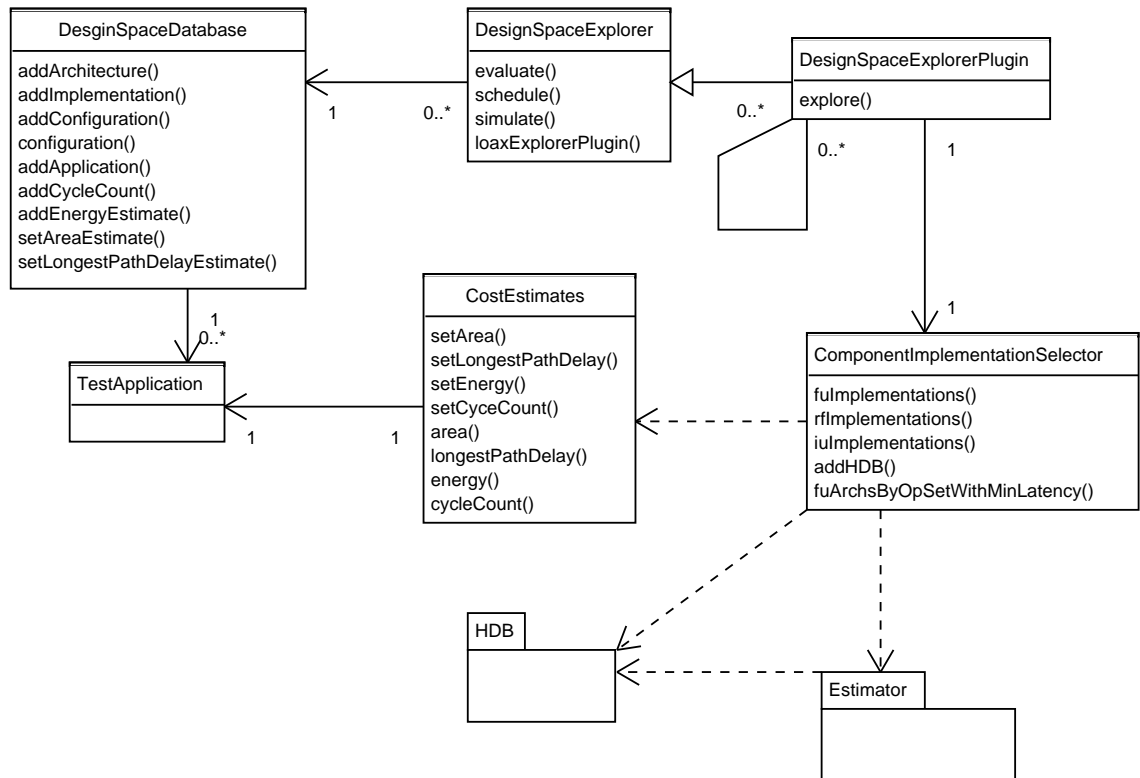 DesginSpaceDatabase
addArchitecture()
addImplementation()
addConfiguration()
configuration()
addApplication()
addCycleCount()
addEnergyEstimate()
setAreaEstimate()
setLongestPathDelayEstimate()
1
0..*
DesignSpaceExplorer
evaluate()
schedule()
simulate()
loaxExplorerPlugin()
0..*
DesignSpaceExplorerPlugin
explore()
0..*
1
1
1
0..*
TestApplication
1
1
CostEstimates
setArea()
setLongestPathDelay()
setEnergy()
setCyceCount()
area()
longestPathDelay()
energy()
cycleCount()
ComponentImplementationSelector
fuImplementations()
rfImplementations()
iuImplementations()
addHDB()
fuArchsByOpSetWithMinLatency()
HDB
Estimator